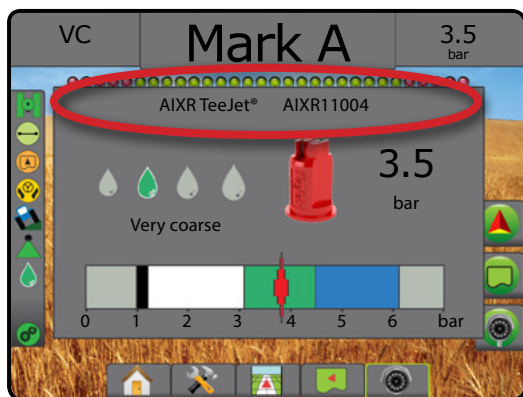 VC
Mark A
3.5
bar
AIXR TeeJet® AIXR11004
3.5
bar
Very coarse
0 1 2 3 4 5 6 bar